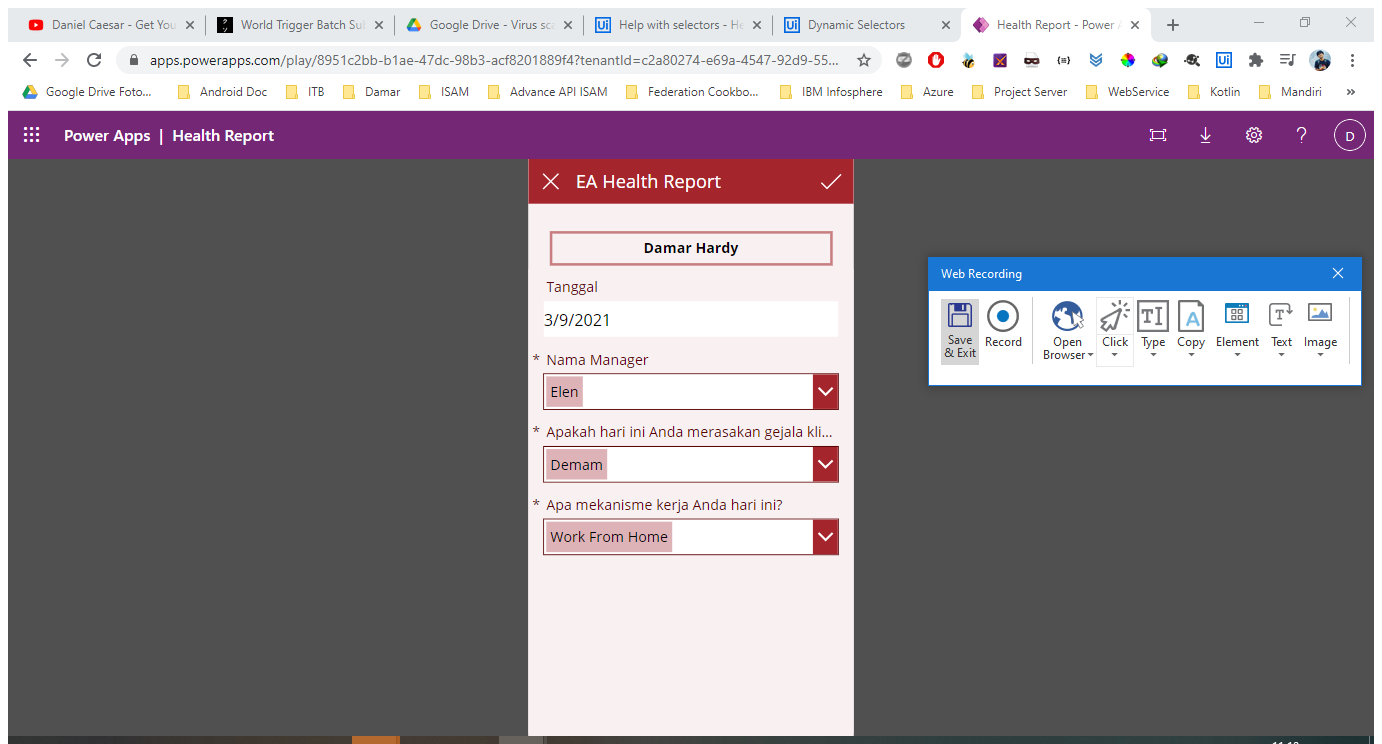 Daniel Caesar - Get You
World Trigger Batch Su
Google Drive - Virus sca
Help with selectors - He
Dynamic Selectors
Health Report - Power A
apps.powerapps.com/play/8951c2bb-b1ae-47dc-98b3-acf8201889f4?tenantId=c2a80274-e69a-4547-92d9-55...
Google Drive Foto...
Android Doc
ITB
Damar
ISAM
Advance API ISAM
Federation Cookbo...
IBM Infosphere
Azure
Project Server
WebService
Kotlin
Mandiri
»
Power Apps | Health Report
?
D
EA Health Report
Damar Hardy
Tanggal
3/9/2021
* Nama Manager
Elen
* Apakah hari ini Anda merasakan gejala kli...
Demam
* Apa mekanisme kerja Anda hari ini?
Work From Home
Web Recording
Save & Exit
Record
Open Browser
Click
Type
Copy
Element
Text
Image